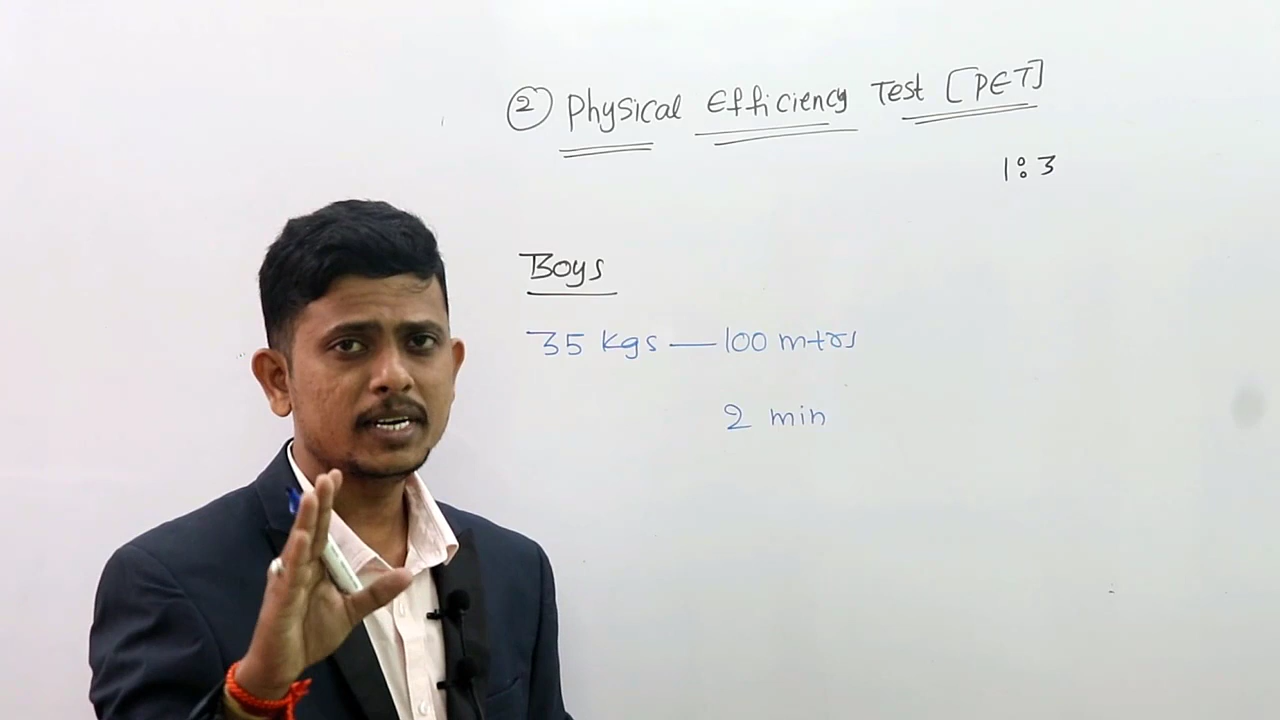 ② Physical Efficiency Test [PET]
1:3
Boys
35 kgs — 100 mtrs
2 min